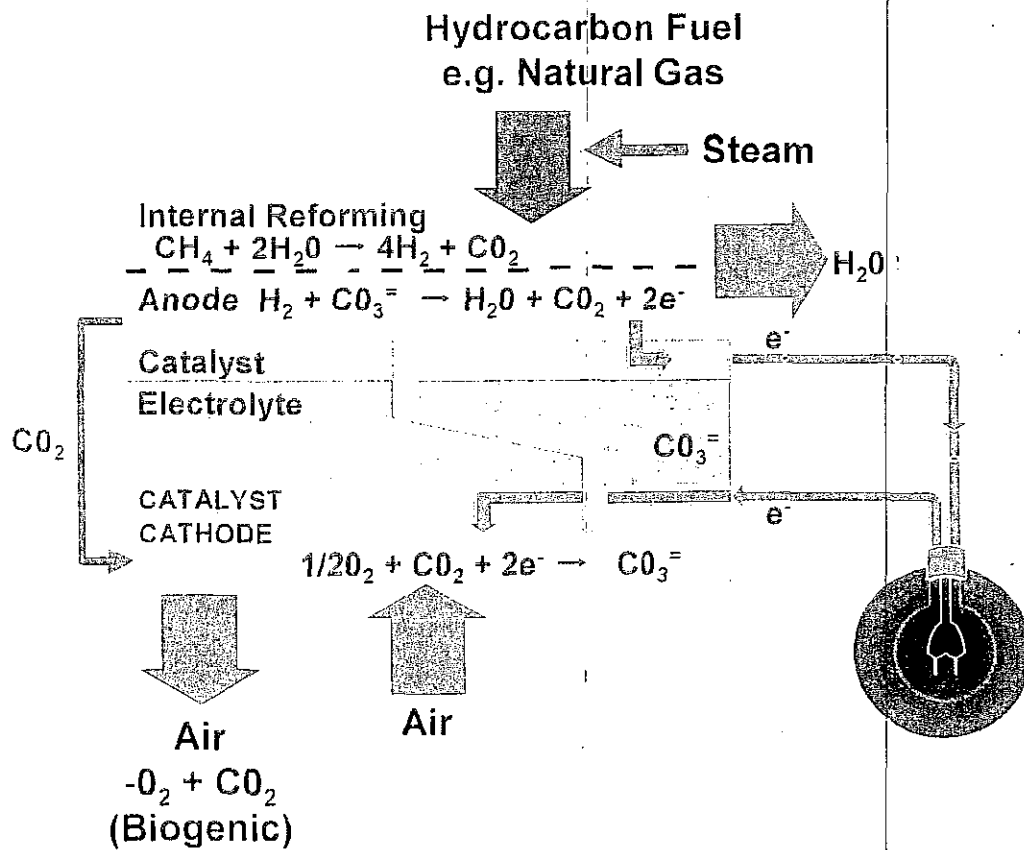 Hydrocarbon Fuel
e.g. Natural Gas
Steam
Internal Reforming
CH₄ + 2H₂0 → 4H₂ + C0₂
H₂0
Anode H₂ + C0₃⁼ → H₂0 + C0₂ + 2e⁻
e⁻
Catalyst
Electrolyte
C0₂
C0₃⁼
CATALYST
CATHODE
e⁻
1/20₂ + C0₂ + 2e⁻ → C0₃⁼
Air
Air
-0₂ + C0₂
(Biogenic)